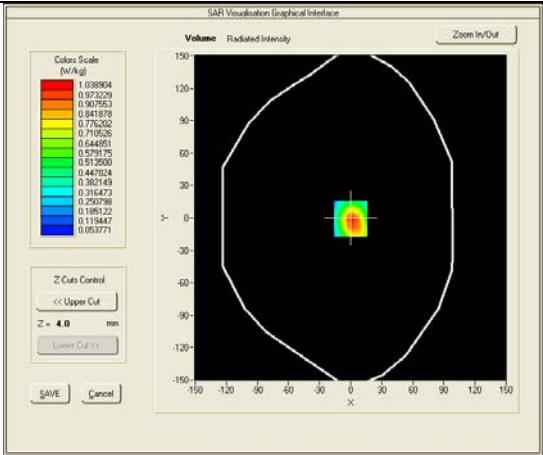 SAR Visualisation Graphical Interface
Volume Radiated Intensity
Zoom In/Out
Colors Scale
(W/kg)
1.038904
0.973229
0.907553
0.841878
0.776202
0.710526
0.644851
0.579175
0.513500
0.447824
0.382149
0.316473
0.250798
0.185122
0.119447
0.053771
Z-Cuts Control
<< Upper Cut
Z = 4.0 mm
Lower Cut >>
SAVE Cancel
150-
120-
90-
60-
30-
Y 0-
-30-
-60-
-90-
-120-
-150-
-150 -120 -90 -60 -30 0 30 60 90 120 150
X